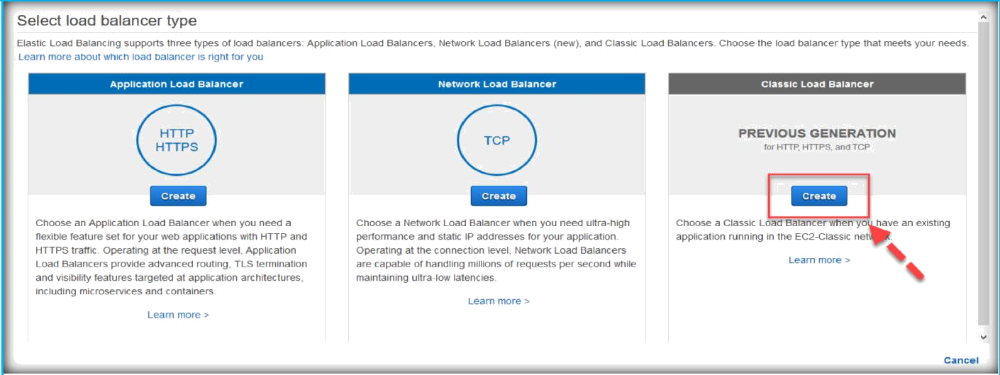 Select load balancer type
Elastic Load Balancing supports three types of load balancers: Application Load Balancers, Network Load Balancers (new), and Classic Load Balancers. Choose the load balancer type that meets your needs.
Learn more about which load balancer is right for you
Application Load Balancer
HTTP
HTTPS
Create
Choose an Application Load Balancer when you need a
flexible feature set for your web applications with HTTP and
HTTPS traffic. Operating at the request level, Application
Load Balancers provide advanced routing, TLS termination
and visibility features targeted at application architectures,
including microservices and containers.
Learn more >
Network Load Balancer
TCP
Create
Choose a Network Load Balancer when you need ultra-high
performance and static IP addresses for your application.
Operating at the connection level, Network Load Balancers
are capable of handling millions of requests per second while
maintaining ultra-low latencies.
Learn more >
Classic Load Balancer
PREVIOUS GENERATION
for HTTP, HTTPS, and TCP
Create
Choose a Classic Load Balancer when you have an existing
application running in the EC2-Classic network.
Learn more >
Cancel